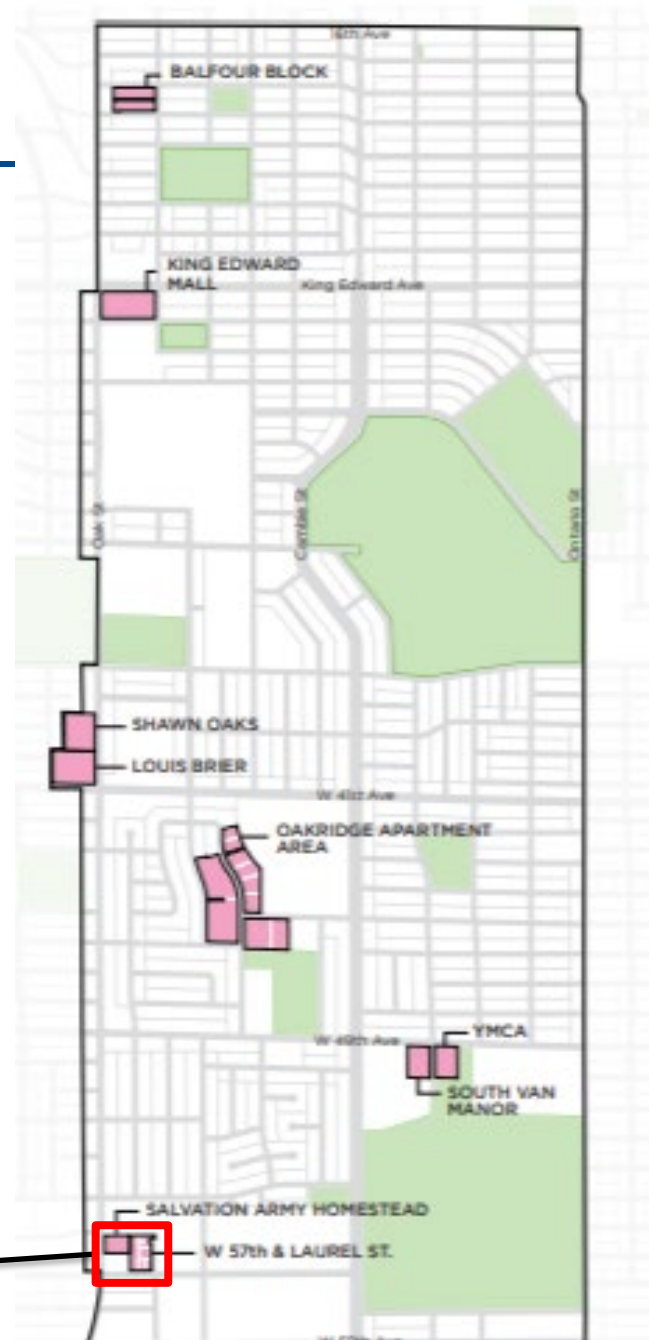 16th Ave
BALFOUR BLOCK
KING EDWARD
MALL
King Edward Ave
Oak St
Cambie St
Ontario St
SHAWN OAKS
LOUIS BRIER
W 41st Ave
OAKRIDGE APARTMENT
AREA
W 49th Ave
YMCA
SOUTH VAN
MANOR
SALVATION ARMY HOMESTEAD
W 57th & LAUREL ST.